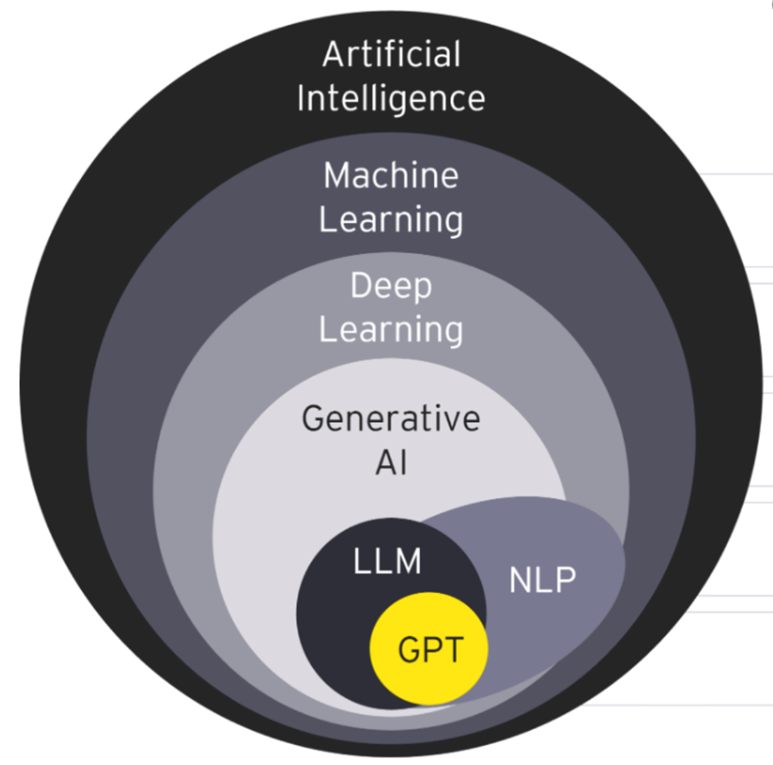 Artificial
Intelligence
Machine
Learning
Deep
Learning
Generative
AI
LLM
NLP
GPT